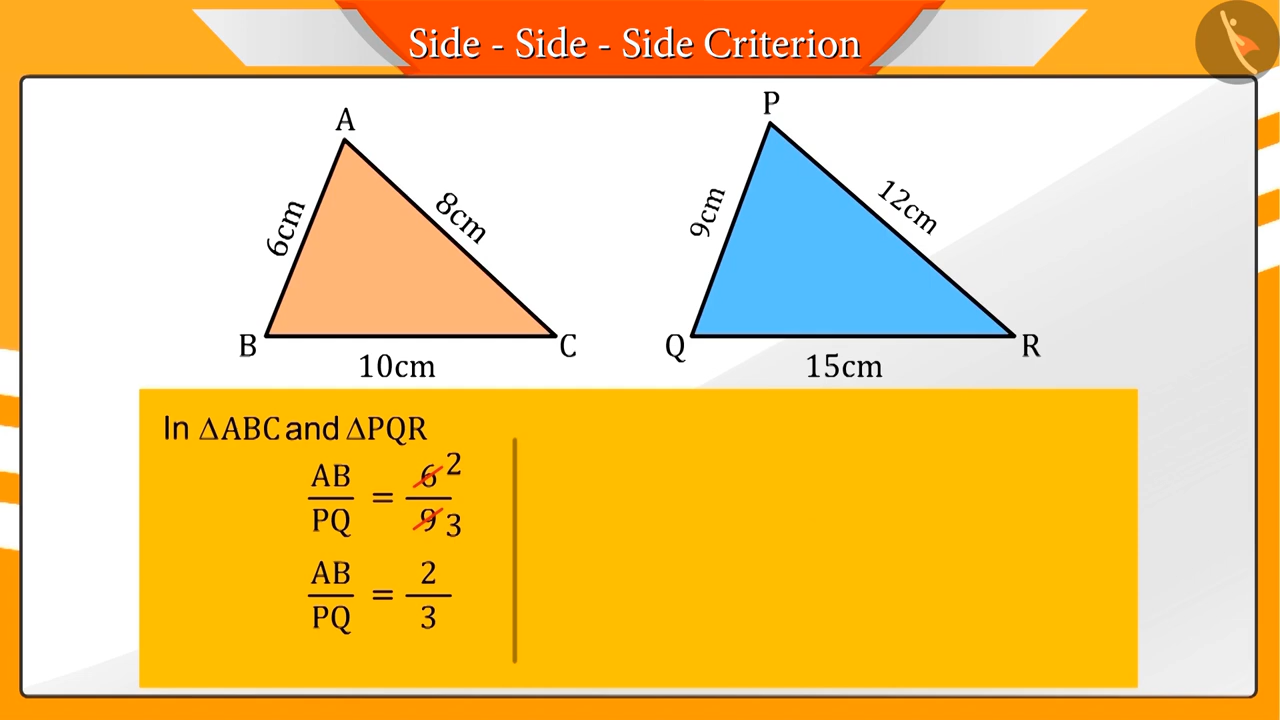 Side - Side - Side Criterion
A
6cm
8cm
B
C
10cm
P
9cm
12cm
Q
R
15cm
In ΔABC and ΔPQR
AB/PQ = 6/9 2/3
AB/PQ = 2/3